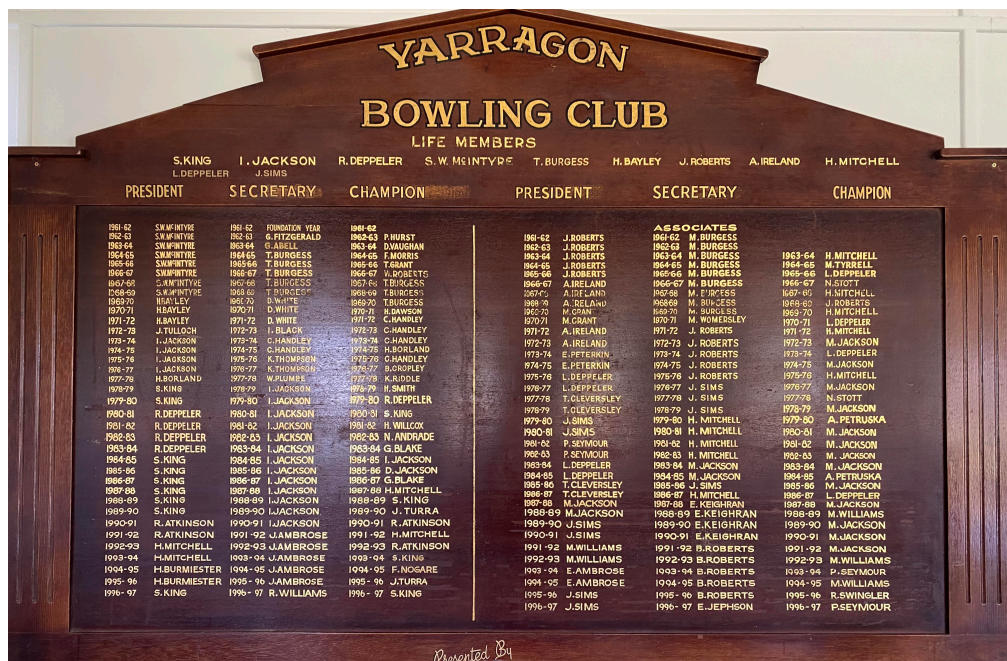 YARRAGON
BOWLING CLUB
LIFE MEMBERS
S.KING I.JACKSON R.DEPPELER S.W.McINTYRE T.BURGESS H.BAYLEY J.ROBERTS A.IRELAND H.MITCHELL
L.DEPPELER J.SIMS
PRESIDENT SECRETARY CHAMPION
1961-62 S.W.McINTYRE 1961-62 FOUNDATION YEAR 1961-62
1962-63 S.W.McINTYRE 1962-63 G.FITZGERALD 1962-63 P.HURST
1963-64 S.W.McINTYRE 1963-64 G.ABELL 1963-64 D.VAUGHAN
1964-65 S.W.McINTYRE 1964-65 T.BURGESS 1964-65 F.MORRIS
1965-66 S.W.McINTYRE 1965-66 T.BURGESS 1965-66 T.GRANT
1966-67 S.W.McINTYRE 1966-67 T.BURGESS 1966-67 W.ROBERTS
1967-68 S.W.McINTYRE 1967-68 T.BURGESS 1967-68 T.BURGESS
1968-69 S.W.McINTYRE 1968-69 T.BURGESS 1968-69 T.BURGESS
1969-70 H.BAYLEY 1969-70 D.WHITE 1969-70 T.BURGESS
1970-71 H.BAYLEY 1970-71 D.WHITE 1970-71 H.DAWSON
1971-72 H.BAYLEY 1971-72 D.WHITE 1971-72 C.HANDLEY
1972-73 J.TULLOCH 1972-73 I.BLACK 1972-73 C.HANDLEY
1973-74 I.JACKSON 1973-74 C.HANDLEY 1973-74 C.HANDLEY
1974-75 I.JACKSON 1974-75 C.HANDLEY 1974-75 H.BORLAND
1975-76 I.JACKSON 1975-76 K.THOMPSON 1975-76 C.HANDLEY
1976-77 I.JACKSON 1976-77 K.THOMPSON 1976-77 B.CROPLEY
1977-78 H.BORLAND 1977-78 W.PLUMBE 1977-78 K.RIDDLE
1978-79 S.KING 1978-79 I.JACKSON 1978-79 H.SMITH
1979-80 S.KING 1979-80 I.JACKSON 1979-80 R.DEPPELER
1980-81 R.DEPPELER 1980-81 I.JACKSON 1980-81 S.KING
1981-82 R.DEPPELER 1981-82 I.JACKSON 1981-82 H.WILLCOX
1982-83 R.DEPPELER 1982-83 I.JACKSON 1982-83 N.ANDRADE
1983-84 R.DEPPELER 1983-84 I.JACKSON 1983-84 G.BLAKE
1984-85 S.KING 1984-85 I.JACKSON 1984-85 I.JACKSON
1985-86 S.KING 1985-86 I.JACKSON 1985-86 D.JACKSON
1986-87 S.KING 1986-87 I.JACKSON 1986-87 G.BLAKE
1987-88 S.KING 1987-88 I.JACKSON 1987-88 H.MITCHELL
1988-89 S.KING 1988-89 I.JACKSON 1988-89 S.KING
1989-90 S.KING 1989-90 I.JACKSON 1989-90 J.TURRA
1990-91 R.ATKINSON 1990-91 I.JACKSON 1990-91 R.ATKINSON
1991-92 R.ATKINSON 1991-92 J.AMBROSE 1991-92 H.MITCHELL
1992-93 H.MITCHELL 1992-93 J.AMBROSE 1992-93 R.ATKINSON
1993-94 H.MITCHELL 1993-94 J.AMBROSE 1993-94 S.KING
1994-95 H.BURMIESTER 1994-95 J.AMBROSE 1994-95 F.NOGARE
1995-96 H.BURMIESTER 1995-96 J.AMBROSE 1995-96 J.TURRA
1996-97 S.KING 1996-97 R.WILLIAMS 1996-97 S.KING
PRESIDENT SECRETARY CHAMPION
ASSOCIATES
1961-62 J.ROBERTS 1961-62 M.BURGESS
1962-63 J.ROBERTS 1962-63 M.BURGESS
1963-64 J.ROBERTS 1963-64 M.BURGESS 1963-64 H.MITCHELL
1964-65 J.ROBERTS 1964-65 M.BURGESS 1964-65 M.TYRRELL
1965-66 J.ROBERTS 1965-66 M.BURGESS 1965-66 L.DEPPELER
1966-67 A.IRELAND 1966-67 M.BURGESS 1966-67 N.STOTT
1967-68 A.IRELAND 1967-68 M.BURGESS 1967-68 H.MITCHELL
1968-69 A.IRELAND 1968-69 M.BURGESS 1968-69 J.ROBERTS
1969-70 M.GRANT 1969-70 M.BURGESS 1969-70 H.MITCHELL
1970-71 M.GRANT 1970-71 M.WOMERSLEY 1970-71 L.DEPPELER
1971-72 A.IRELAND 1971-72 J.ROBERTS 1971-72 H.MITCHELL
1972-73 A.IRELAND 1972-73 J.ROBERTS 1972-73 M.JACKSON
1973-74 E.PETERKIN 1973-74 J.ROBERTS 1973-74 L.DEPPELER
1974-75 E.PETERKIN 1974-75 J.ROBERTS 1974-75 M.JACKSON
1975-76 L.DEPPELER 1975-76 J.ROBERTS 1975-76 H.MITCHELL
1976-77 L.DEPPELER 1976-77 J.SIMS 1976-77 M.JACKSON
1977-78 T.CLEVERSLEY 1977-78 J.SIMS 1977-78 N.STOTT
1978-79 T.CLEVERSLEY 1978-79 J.SIMS 1978-79 M.JACKSON
1979-80 J.SIMS 1979-80 H.MITCHELL 1979-80 A.PETRUSKA
1980-81 J.SIMS 1980-81 H.MITCHELL 1980-81 M.JACKSON
1981-82 P.SEYMOUR 1981-82 H.MITCHELL 1981-82 M.JACKSON
1982-83 P.SEYMOUR 1982-83 H.MITCHELL 1982-83 M.JACKSON
1983-84 L.DEPPELER 1983-84 M.JACKSON 1983-84 M.JACKSON
1984-85 L.DEPPELER 1984-85 M.JACKSON 1984-85 A.PETRUSKA
1985-86 T.CLEVERSLEY 1985-86 J.SIMS 1985-86 M.JACKSON
1986-87 T.CLEVERSLEY 1986-87 H.MITCHELL 1986-87 L.DEPPELER
1987-88 M.JACKSON 1987-88 E.KEIGHRAN 1987-88 M.JACKSON
1988-89 M.JACKSON 1988-89 E.KEIGHRAN 1988-89 M.WILLIAMS
1989-90 J.SIMS 1989-90 E.KEIGHRAN 1989-90 M.JACKSON
1990-91 J.SIMS 1990-91 E.KEIGHRAN 1990-91 M.JACKSON
1991-92 M.WILLIAMS 1991-92 B.ROBERTS 1991-92 M.JACKSON
1992-93 M.WILLIAMS 1992-93 B.ROBERTS 1992-93 M.WILLIAMS
1993-94 E.AMBROSE 1993-94 B.ROBERTS 1993-94 P.SEYMOUR
1994-95 E.AMBROSE 1994-95 B.ROBERTS 1994-95 M.WILLIAMS
1995-96 J.SIMS 1995-96 B.ROBERTS 1995-96 R.SWINGLER
1996-97 J.SIMS 1996-97 E.JEPHSON 1996-97 P.SEYMOUR
Presented By